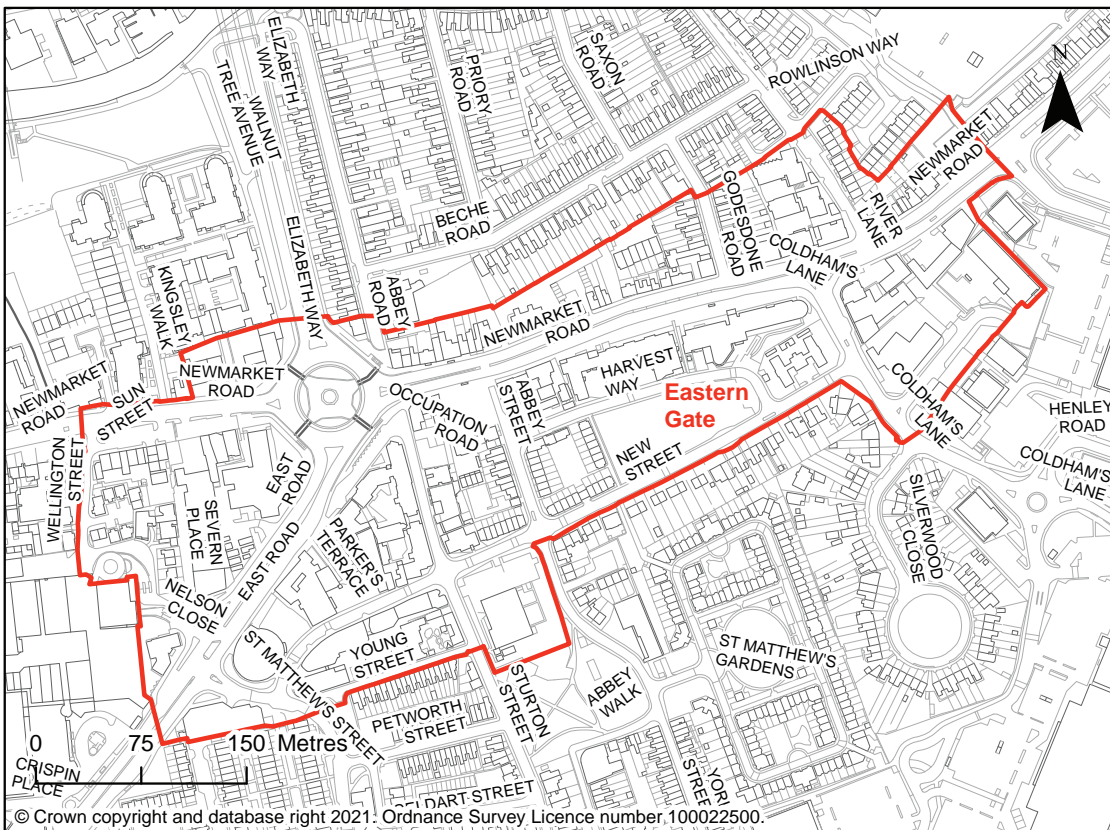 ELIZABETH
WAY
WALNUT
TREE AVENUE
PRIORY
ROAD
SAXON
ROAD
ROWLINSON WAY
N
NEWMARKET
ROAD
BECHE
ROAD
GODESDONE
ROAD
RIVER
LANE
ELIZABETH WAY
ABBEY
ROAD
COLDHAM'S
LANE
KINGSLEY
WALK
NEWMARKET
ROAD
SUN
STREET
NEWMARKET
ROAD
NEWMARKET
ROAD
HARVEST
WAY
OCCUPATION
ROAD
ABBEY
STREET
Eastern
Gate
COLDHAM'S
LANE
HENLEY
ROAD
COLDHAM'S
LANE
WELLINGTON
STREET
SEVERN
PLACE
EAST
ROAD
EAST ROAD
NEW
STREET
SILVERWOOD
CLOSE
PARKER'S
TERRACE
NELSON
CLOSE
ST MATTHEW'S STREET
YOUNG
STREET
ST MATTHEW'S
GARDENS
ABBEY
WALK
STURTON
STREET
PETWORTH
STREET
0 75 150 Metres
CRISPIN
PLACE
STREET
© Crown copyright and database right 2021. Ordnance Survey Licence number 100022500.